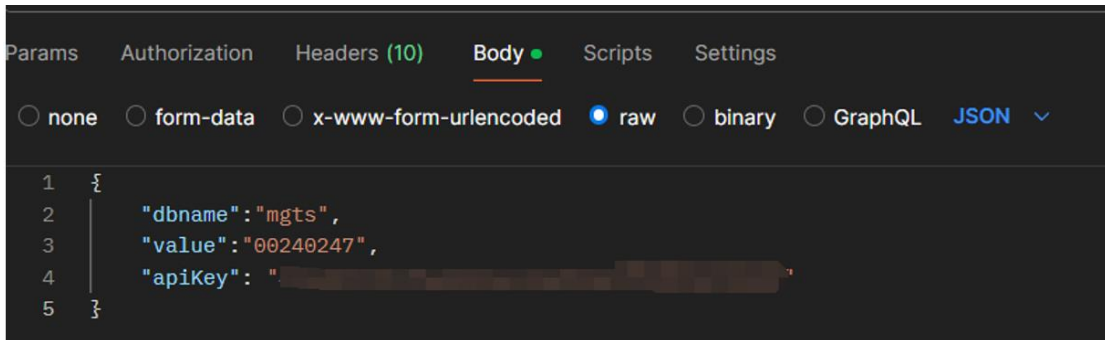 Params Authorization Headers (10) Body Scripts Settings
none form-data x-www-form-urlencoded raw binary GraphQL JSON
1 {
2 "dbname":"mgts",
3 "value":"00240247",
4 "apiKey": " "
5 }